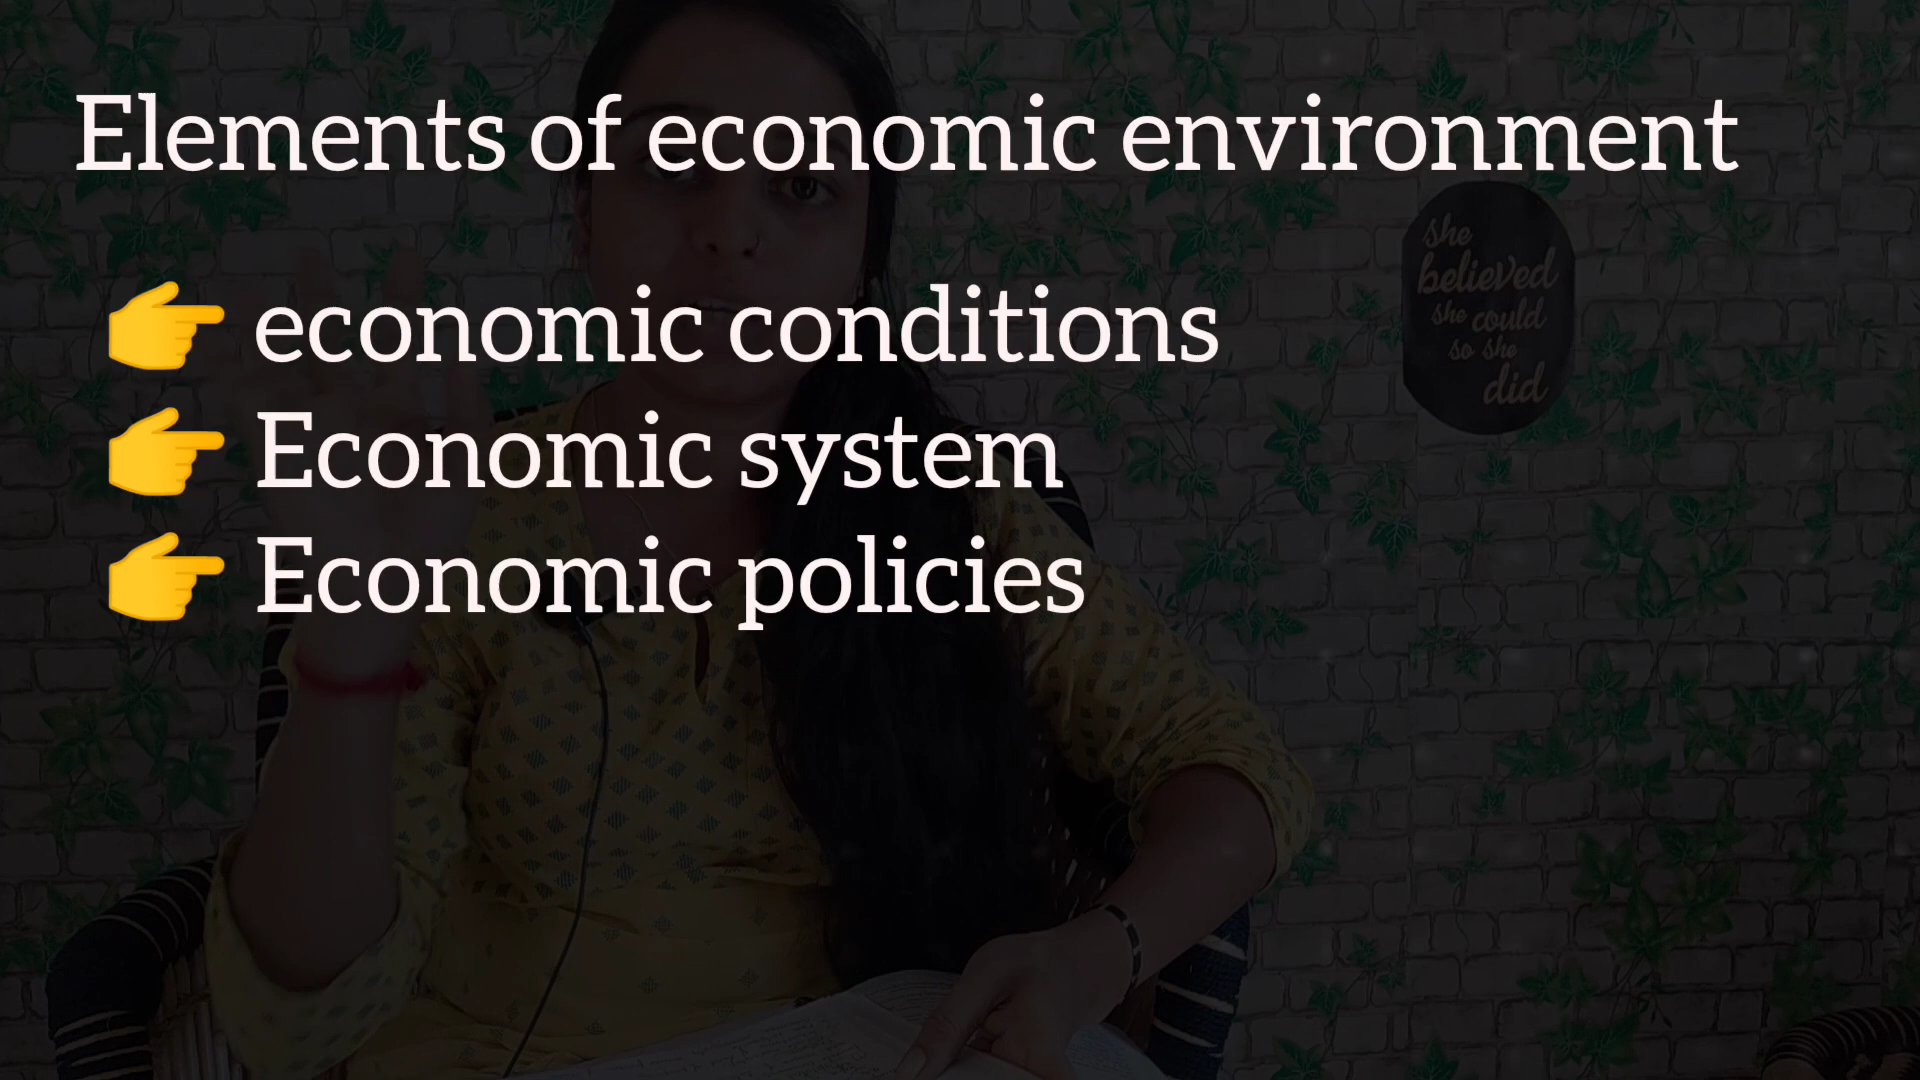 Elements of economic environment
👉 economic conditions
👉 Economic system
👉 Economic policies
she
believed
she could
so she
did